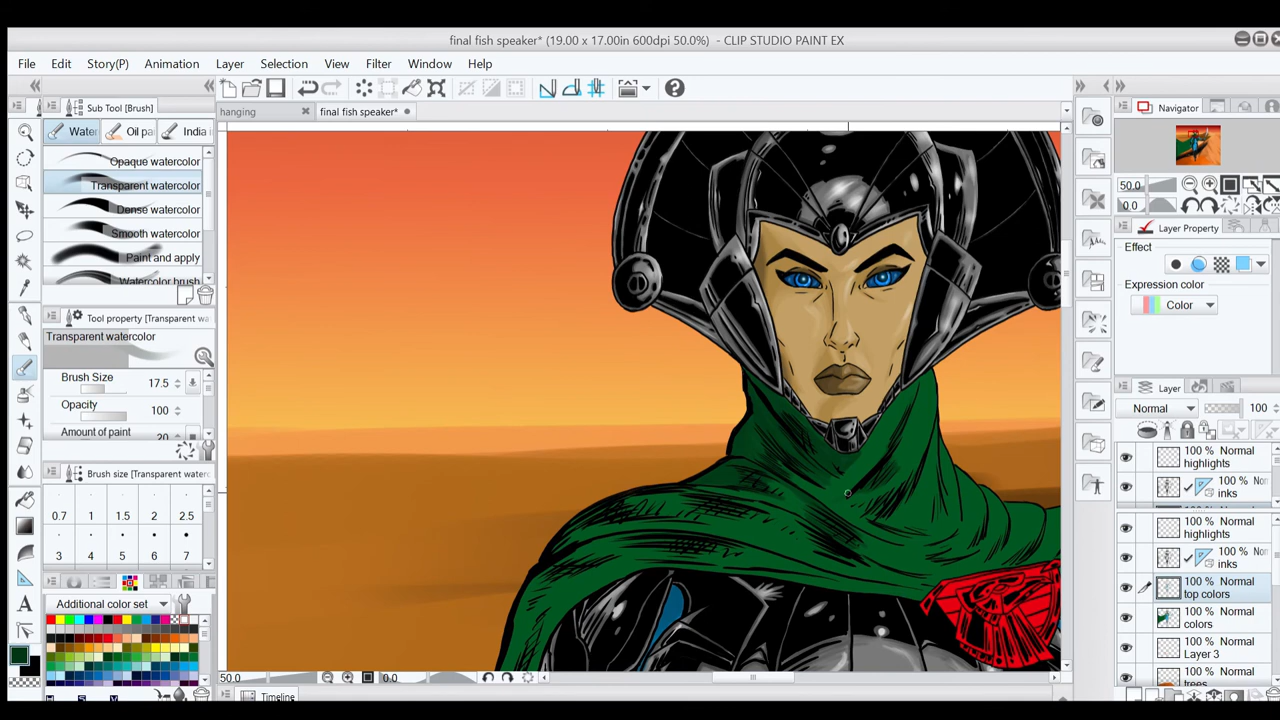 final fish speaker* (19.00 x 17.00in 600dpi 50.0%)  - CLIP STUDIO PAINT EX
File Edit Story(P) Animation Layer Selection View Filter Window Help
Sub Tool [Brush]
hanging
final fish speaker*
Navigator
Water
Oil pa
India i
Opaque watercolor
Transparent watercolor
Dense watercolor
Smooth watercolor
Paint and apply
Watercolor brush
50.0
0.0
Layer Property
Effect
Expression color
Color
Tool property [Transparent wa
Transparent watercolor
Brush Size 17.5
Opacity 100
Amount of paint 20
Layer
Normal 100
100 % Normal
highlights
100 % Nor
inks
Brush size [Transparent water
0.7 1 1.5 2 2.5
3 4 5 6 7
100 % Normal
highlights
100 % Nor
inks
100 % Normal
top colors
100 % Normal
colors
100 % Normal
Layer 3
100 % Normal
trees
Additional color set
50.0
0.0
Timeline